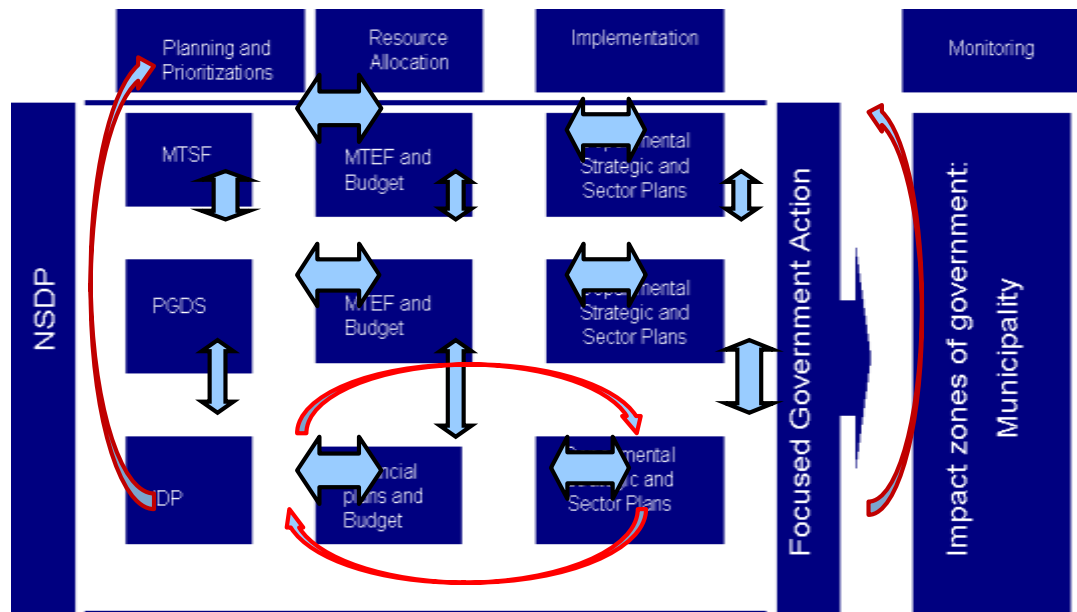 Planning and
Prioritizations
Resource
Allocation
Implementation
Monitoring
NSDP
MTSF
MTEF and
Budget
Strategic and
Sector Plans
PGDS
MTEF and
Budget
Strategic and
Sector Plans
plans and
Budget
Sector Plans
Focused Government Action
Impact zones of government:
Municipality